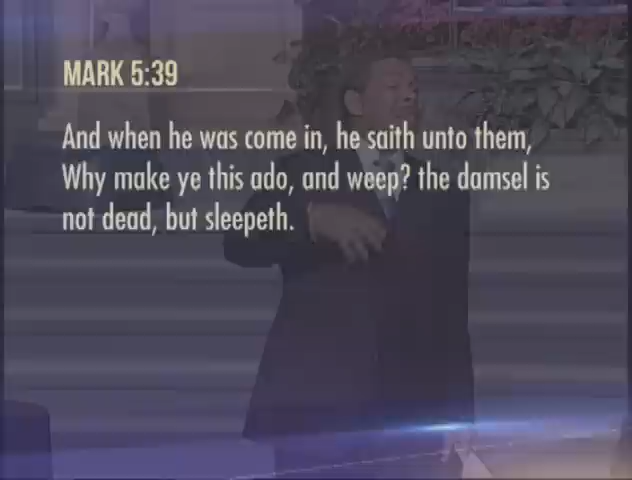 MARK 5:39
And when he was come in, he saith unto them,
Why make ye this ado, and weep? the damsel is
not dead, but sleepeth.